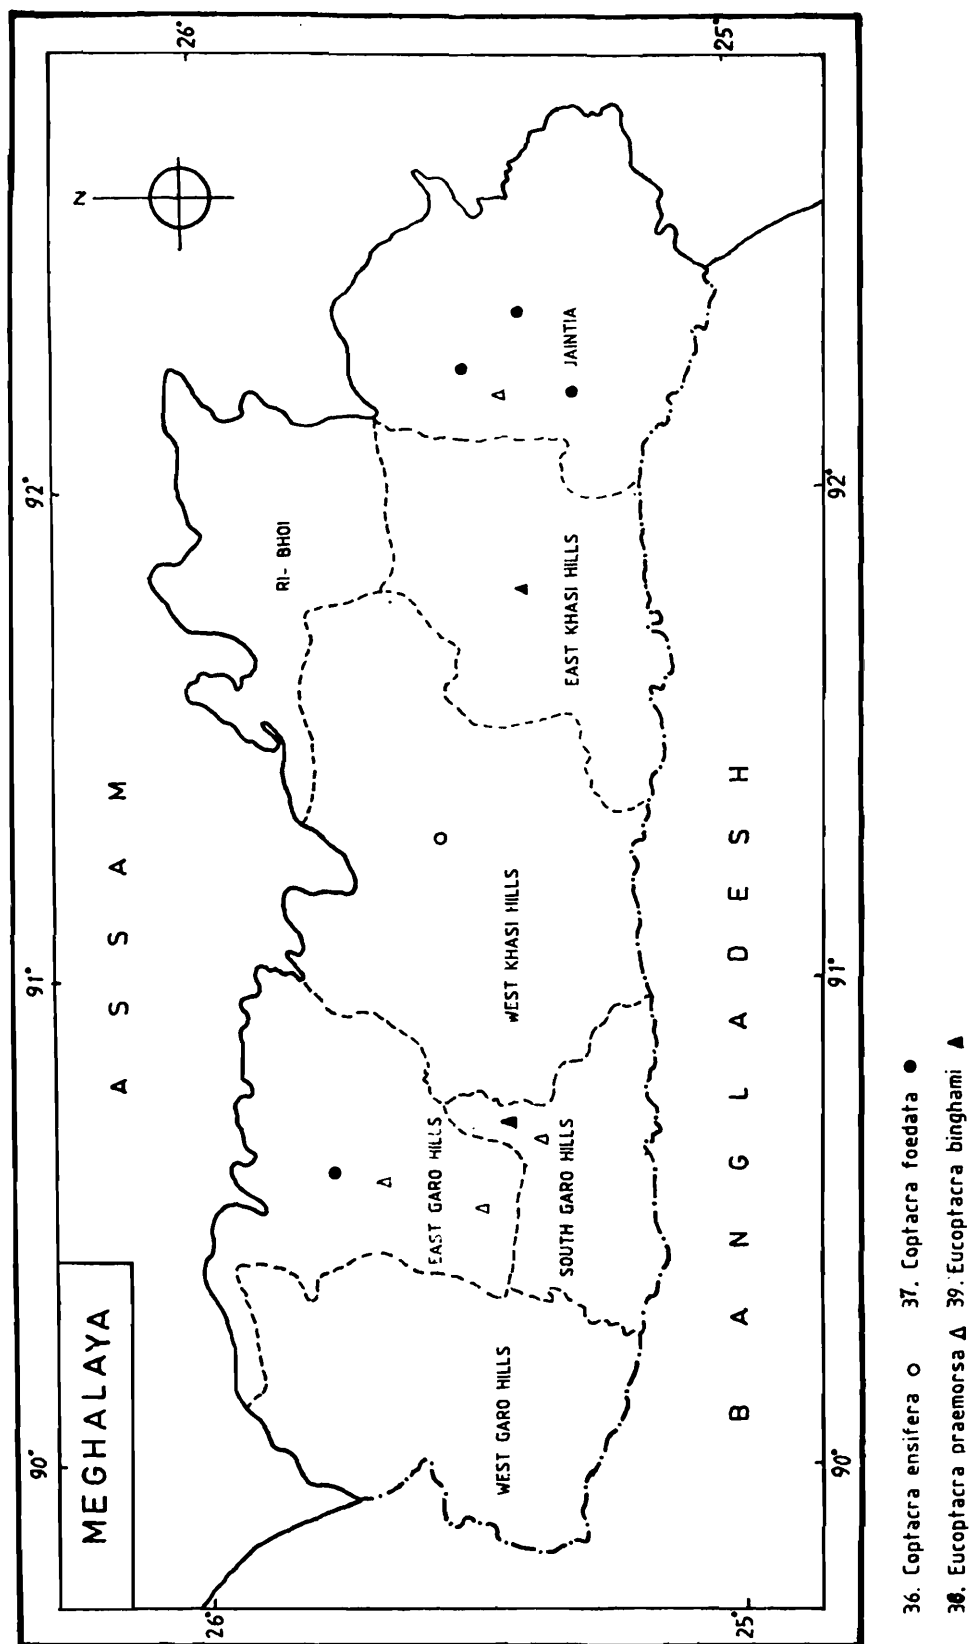 MEGHALAYA
90°
91°
92°
26°
26°
25°
25°
N
A S S A M
RI- BHOI
JAINTIA
EAST KHASI HILLS
WEST KHASI HILLS
EAST GARO HILLS
SOUTH GARO HILLS
WEST GARO HILLS
B A N G L A D E S H
90°
91°
92°
36. Coptacra ensifera ○ 37. Coptacra foedata ●
38. Eucoptacra praemorsa △ 39. Eucoptacra binghami ▲